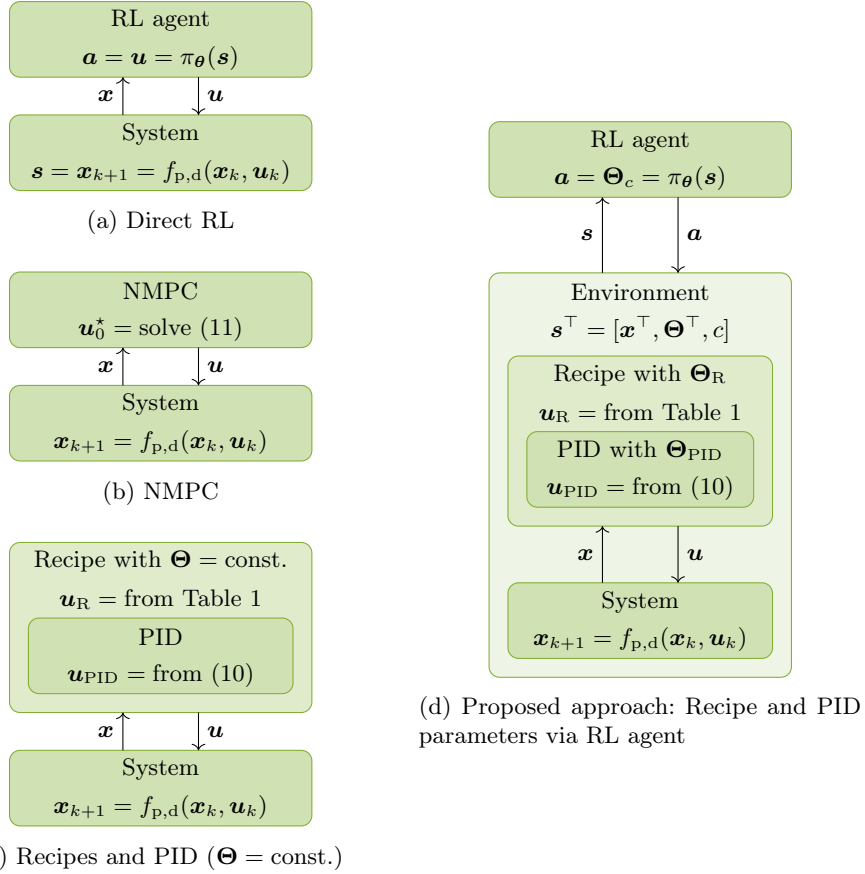 RL agent
𝒂 = 𝒖 = π_𝜽(𝒔)
𝒙
𝒖
System
𝒔 = 𝒙_{k+1} = f_{p,d}(𝒙_k, 𝒖_k)
(a) Direct RL
NMPC
𝒖_0^⋆ = solve (11)
𝒙
𝒖
System
𝒙_{k+1} = f_{p,d}(𝒙_k, 𝒖_k)
(b) NMPC
Recipe with 𝚯 = const.
𝒖_R = from Table 1
PID
𝒖_PID = from (10)
𝒙
𝒖
System
𝒙_{k+1} = f_{p,d}(𝒙_k, 𝒖_k)
) Recipes and PID (𝚯 = const.)
RL agent
𝒂 = 𝚯_c = π_𝜽(𝒔)
𝒔
𝒂
Environment
𝒔^⊤ = [𝒙^⊤, 𝚯^⊤, c]
Recipe with 𝚯_R
𝒖_R = from Table 1
PID with 𝚯_PID
𝒖_PID = from (10)
𝒙
𝒖
System
𝒙_{k+1} = f_{p,d}(𝒙_k, 𝒖_k)
(d) Proposed approach: Recipe and PID
parameters via RL agent